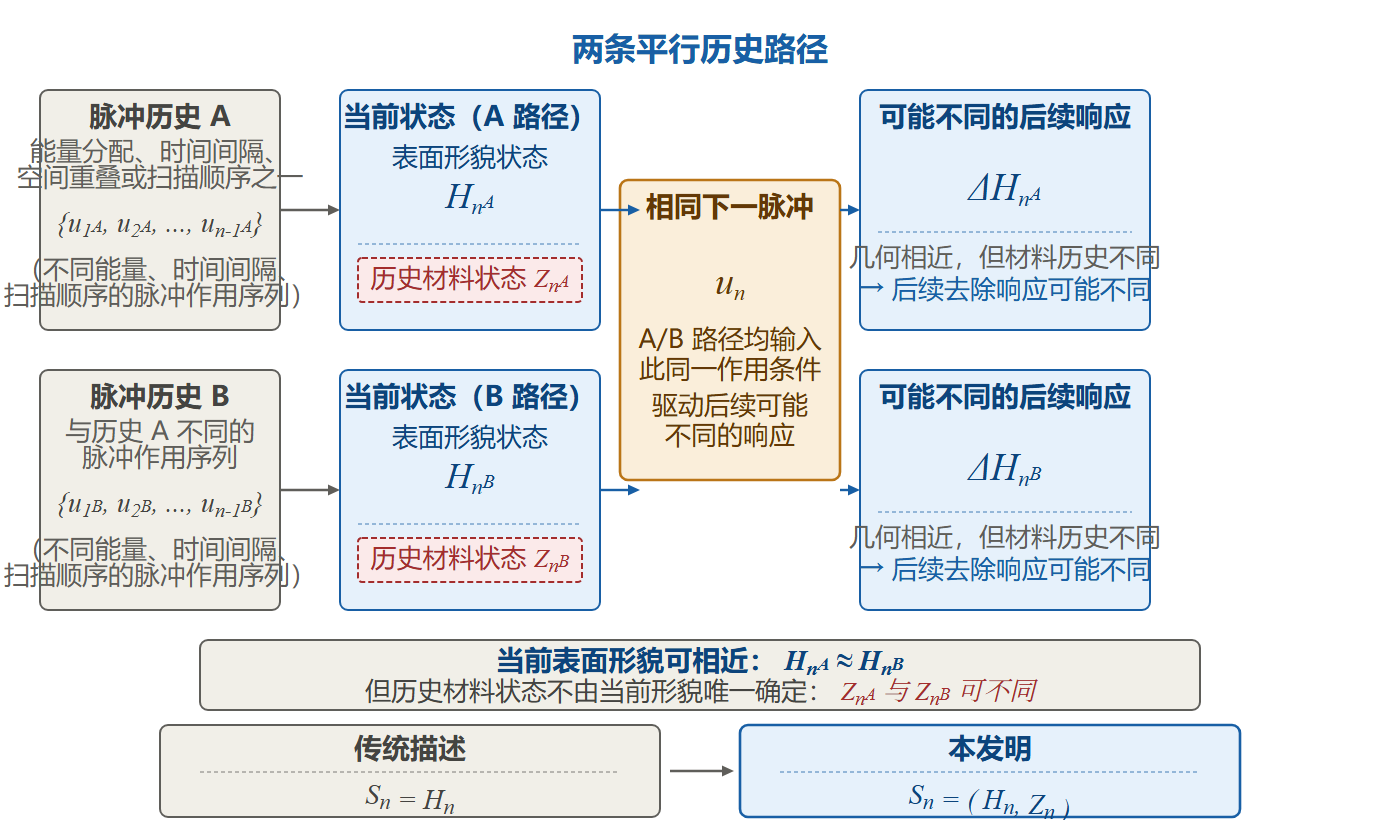 两条平行历史路径
脉冲历史 A
能量分配、时间间隔、
空间重叠或扫描顺序之一
{u₁A, u₂A, ..., uₙ₋₁A}
（不同能量、时间间隔、
扫描顺序的脉冲作用序列）
当前状态（A 路径）
表面形貌状态
HₙA
历史材料状态 ZₙA
相同下一脉冲
uₙ
A/B 路径均输入
此同一作用条件
驱动后续可能
不同的响应
可能不同的后续响应
ΔHₙA
几何相近，但材料历史不同
→ 后续去除响应可能不同
脉冲历史 B
与历史 A 不同的
脉冲作用序列
{u₁B, u₂B, ..., uₙ₋₁B}
（不同能量、时间间隔、
扫描顺序的脉冲作用序列）
当前状态（B 路径）
表面形貌状态
HₙB
历史材料状态 ZₙB
可能不同的后续响应
ΔHₙB
几何相近，但材料历史不同
→ 后续去除响应可能不同
当前表面形貌可相近： HₙA ≈ HₙB
但历史材料状态不由当前形貌唯一确定： ZₙA 与 ZₙB 可不同
传统描述
Sₙ = Hₙ
本发明
Sₙ = ( Hₙ, Zₙ )